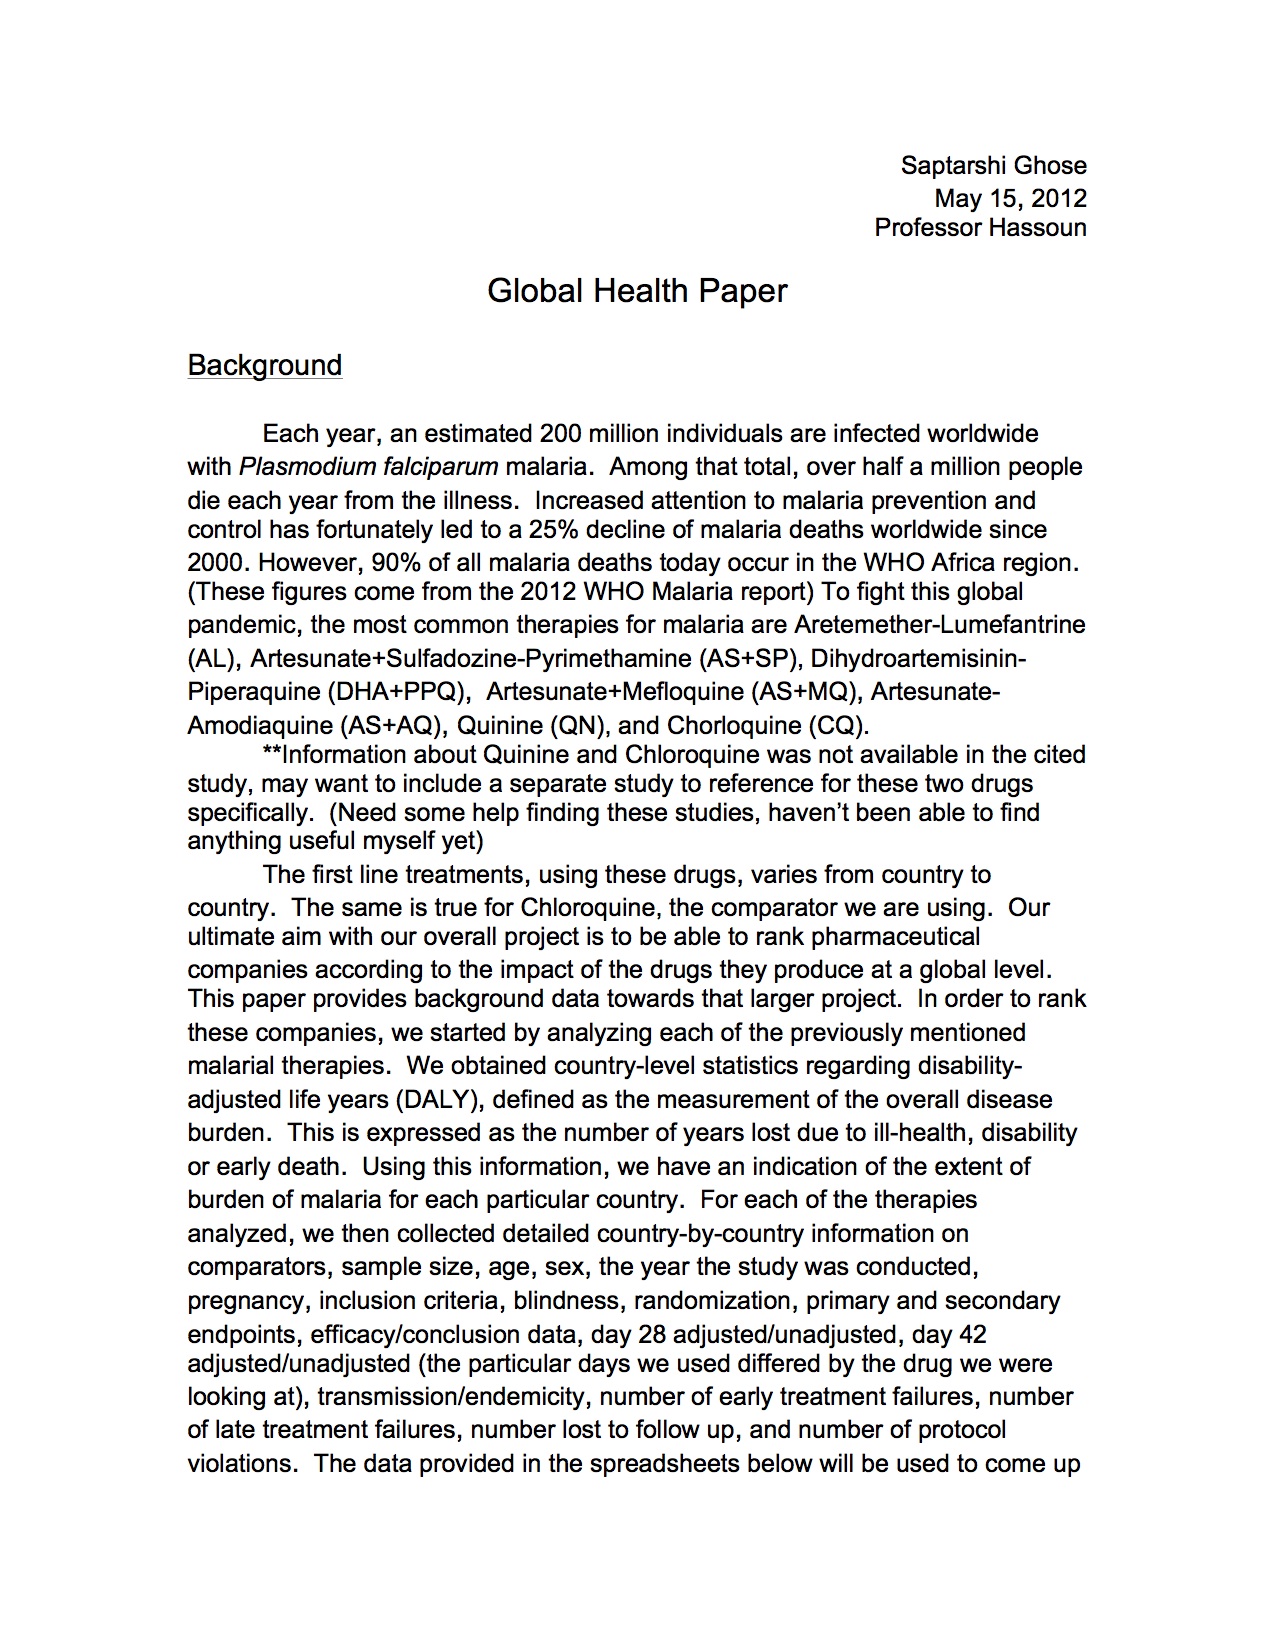 Saptarshi Ghose
May 15, 2012
Professor Hassoun
Global Health Paper
Background
Each year, an estimated 200 million individuals are infected worldwide
with Plasmodium falciparum malaria.  Among that total, over half a million people
die each year from the illness.  Increased attention to malaria prevention and
control has fortunately led to a 25% decline of malaria deaths worldwide since
2000. However, 90% of all malaria deaths today occur in the WHO Africa region.
(These figures come from the 2012 WHO Malaria report) To fight this global
pandemic, the most common therapies for malaria are Aretemether-Lumefantrine
(AL), Artesunate+Sulfadozine-Pyrimethamine (AS+SP), Dihydroartemisinin-
Piperaquine (DHA+PPQ),  Artesunate+Mefloquine (AS+MQ), Artesunate-
Amodiaquine (AS+AQ), Quinine (QN), and Chorloquine (CQ).
**Information about Quinine and Chloroquine was not available in the cited
study, may want to include a separate study to reference for these two drugs
specifically.  (Need some help finding these studies, haven’t been able to find
anything useful myself yet)
The first line treatments, using these drugs, varies from country to
country.  The same is true for Chloroquine, the comparator we are using.  Our
ultimate aim with our overall project is to be able to rank pharmaceutical
companies according to the impact of the drugs they produce at a global level.
This paper provides background data towards that larger project.  In order to rank
these companies, we started by analyzing each of the previously mentioned
malarial therapies.  We obtained country-level statistics regarding disability-
adjusted life years (DALY), defined as the measurement of the overall disease
burden.  This is expressed as the number of years lost due to ill-health, disability
or early death.  Using this information, we have an indication of the extent of
burden of malaria for each particular country.  For each of the therapies
analyzed, we then collected detailed country-by-country information on
comparators, sample size, age, sex, the year the study was conducted,
pregnancy, inclusion criteria, blindness, randomization, primary and secondary
endpoints, efficacy/conclusion data, day 28 adjusted/unadjusted, day 42
adjusted/unadjusted (the particular days we used differed by the drug we were
looking at), transmission/endemicity, number of early treatment failures, number
of late treatment failures, number lost to follow up, and number of protocol
violations.  The data provided in the spreadsheets below will be used to come up